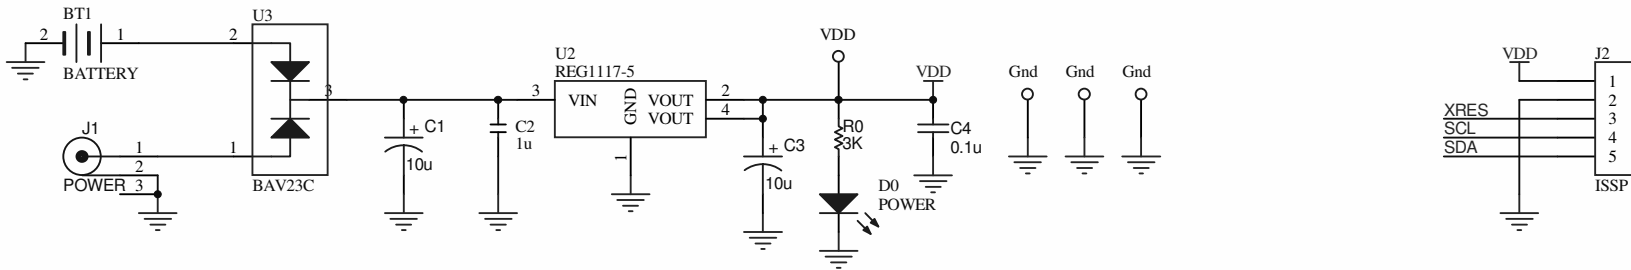 BT1
2
1
BATTERY
J1
1
2
POWER 3
U3
2
3
1
BAV23C
+ C1
10u
C2
1u
U2
REG1117-5
3
VIN
GND
VOUT
VOUT
2
4
1
+ C3
10u
VDD
R0
3K
D0
POWER
VDD
C4
0.1u
Gnd
Gnd
Gnd
VDD
XRES
SCL
SDA
J2
1
2
3
4
5
ISSP